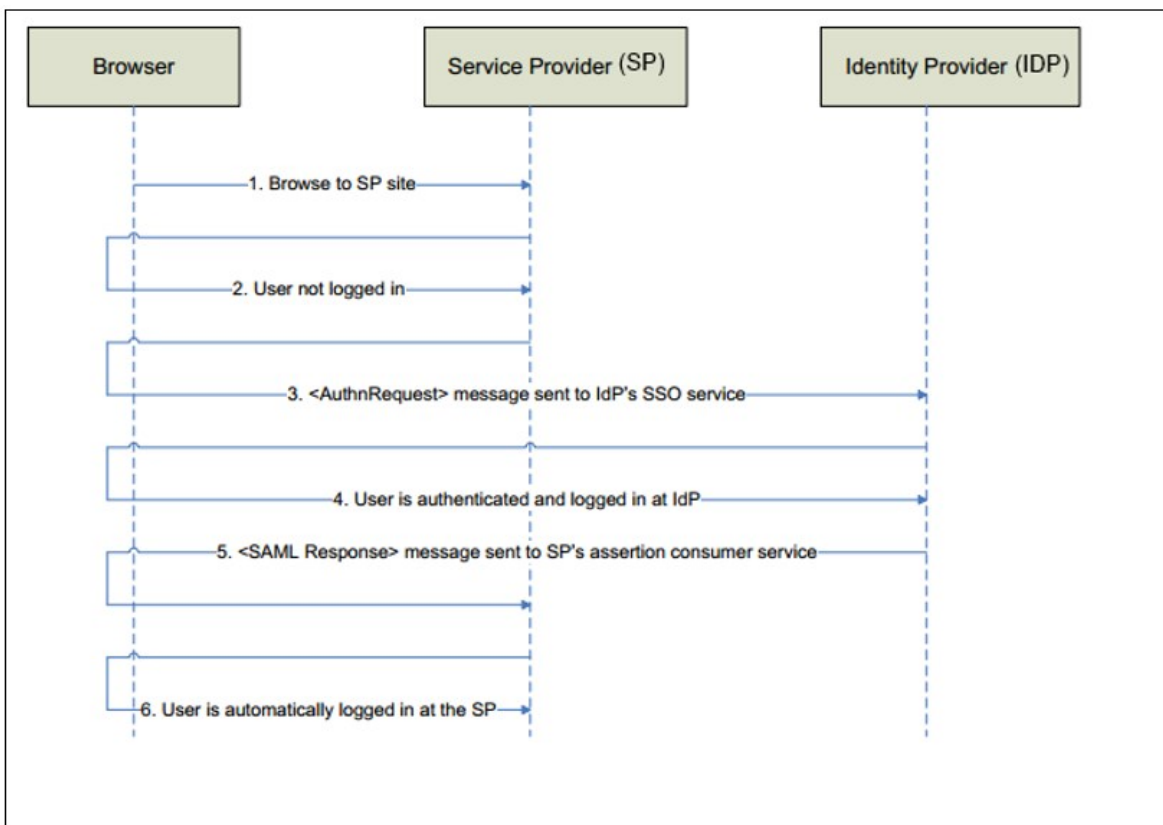 Browser
Service Provider (SP)
Identity Provider (IDP)
1. Browse to SP site
2. User not logged in
3. <AuthnRequest> message sent to IdP's SSO service
4. User is authenticated and logged in at IdP
5. <SAML Response> message sent to SP's assertion consumer service
6. User is automatically logged in at the SP